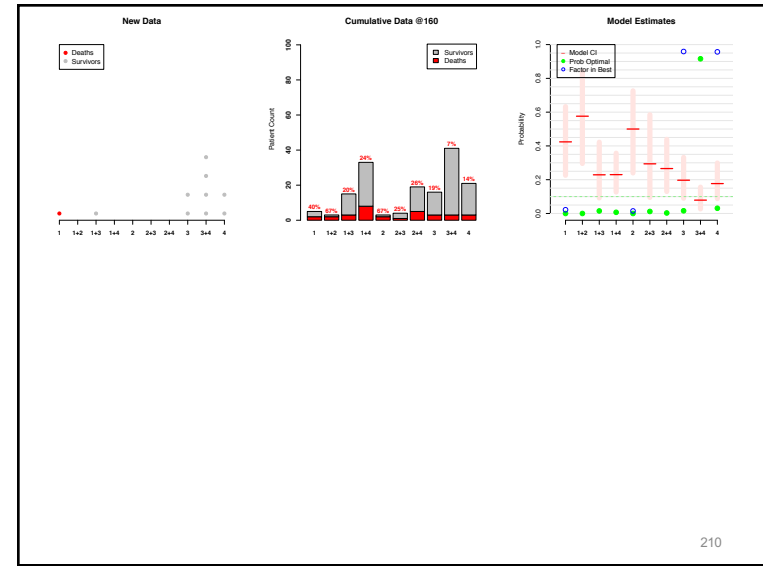 New Data
Deaths
Survivors
1 1+2 1+3 1+4 2 2+3 2+4 3 3+4 4
Cumulative Data @160
Survivors
Deaths
Patient Count
100
80
60
40
20
0
40% 67% 20% 24% 67% 25% 26% 19% 7% 14%
1 1+2 1+3 1+4 2 2+3 2+4 3 3+4 4
Model Estimates
Model CI
Prob Optimal
Factor in Best
Probability
1.0
0.8
0.6
0.4
0.2
0.0
1 1+2 1+3 1+4 2 2+3 2+4 3 3+4 4
210